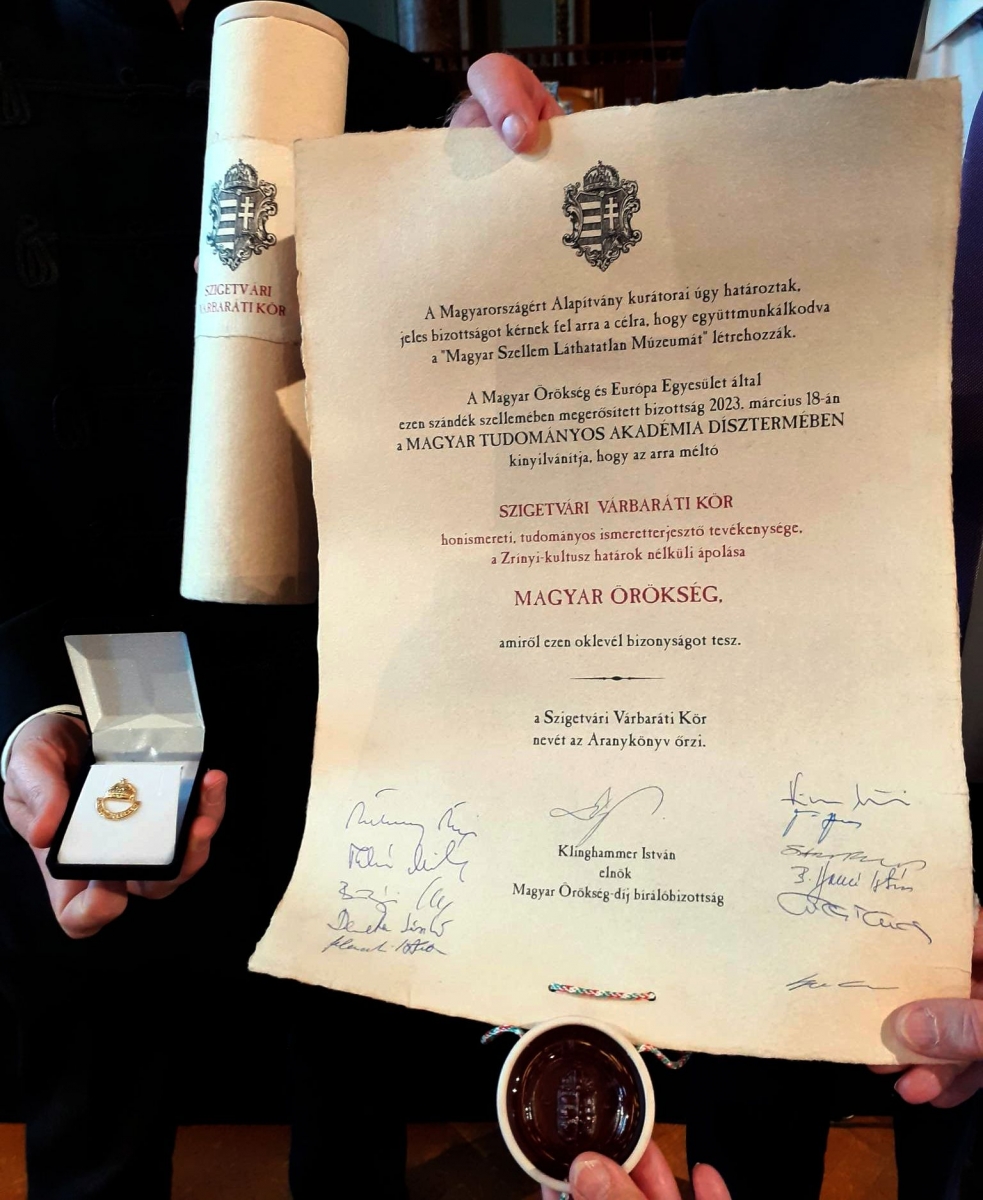 SZIGETVÁRI
VÁRBARÁTI KÖR
A Magyarországért Alapítvány kurátorai úgy határoztak,
jeles bizottságot kérnek fel arra a célra, hogy együttmunkálkodva
a "Magyar Szellem Láthatatlan Múzeumát" létrehozzák.
A Magyar Örökség és Európa Egyesület által
ezen szándék szellemében megerősített bizottság 2023. március 18-án
a MAGYAR TUDOMÁNYOS AKADÉMIA DÍSZTERMÉBEN
kinyilvánítja, hogy az arra méltó
SZIGETVÁRI VÁRBARÁTI KÖR
honismereti, tudományos ismeretterjesztő tevékenysége,
a Zrínyi-kultusz határok nélküli ápolása
MAGYAR ÖRÖKSÉG,
amiről ezen oklevél bizonyságot tesz.
a Szigetvári Várbaráti Kör
nevét az Aranykönyv őrzi.
Klinghammer István
elnök
Magyar Örökség-díj bírálóbizottság